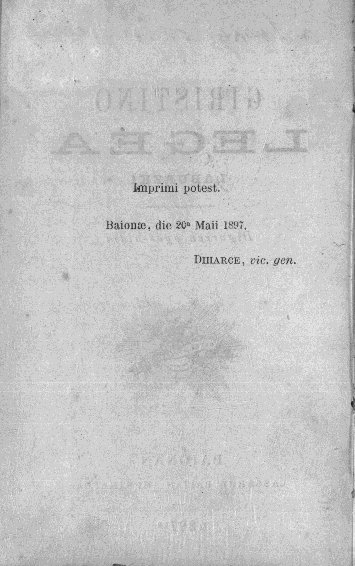 Imprimi potest.
Baionæ, die 20ª Maii 1897.
DIHARCE, vic. gen.